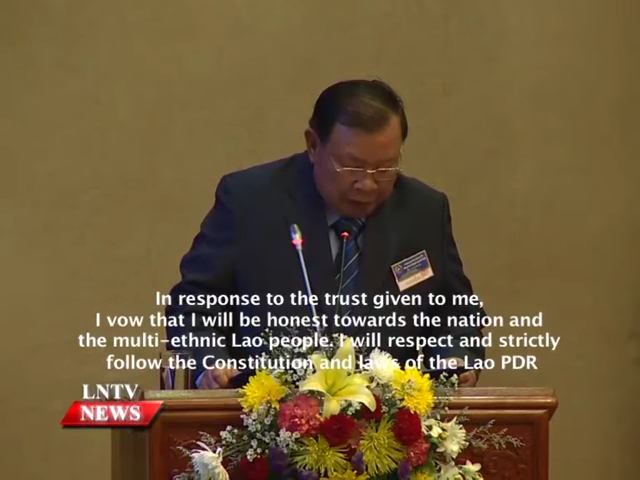 In response to the trust given to me,
I vow that I will be honest towards the nation and
the multi-ethnic Lao people. I will respect and strictly
follow the Constitution and laws of the Lao PDR
LNTV
NEWS